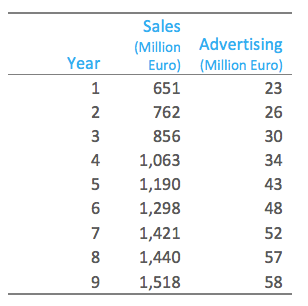 Sales
(Million Advertising
Year Euro) (Million Euro)
1 651 23
2 762 26
3 856 30
4 1,063 34
5 1,190 43
6 1,298 48
7 1,421 52
8 1,440 57
9 1,518 58